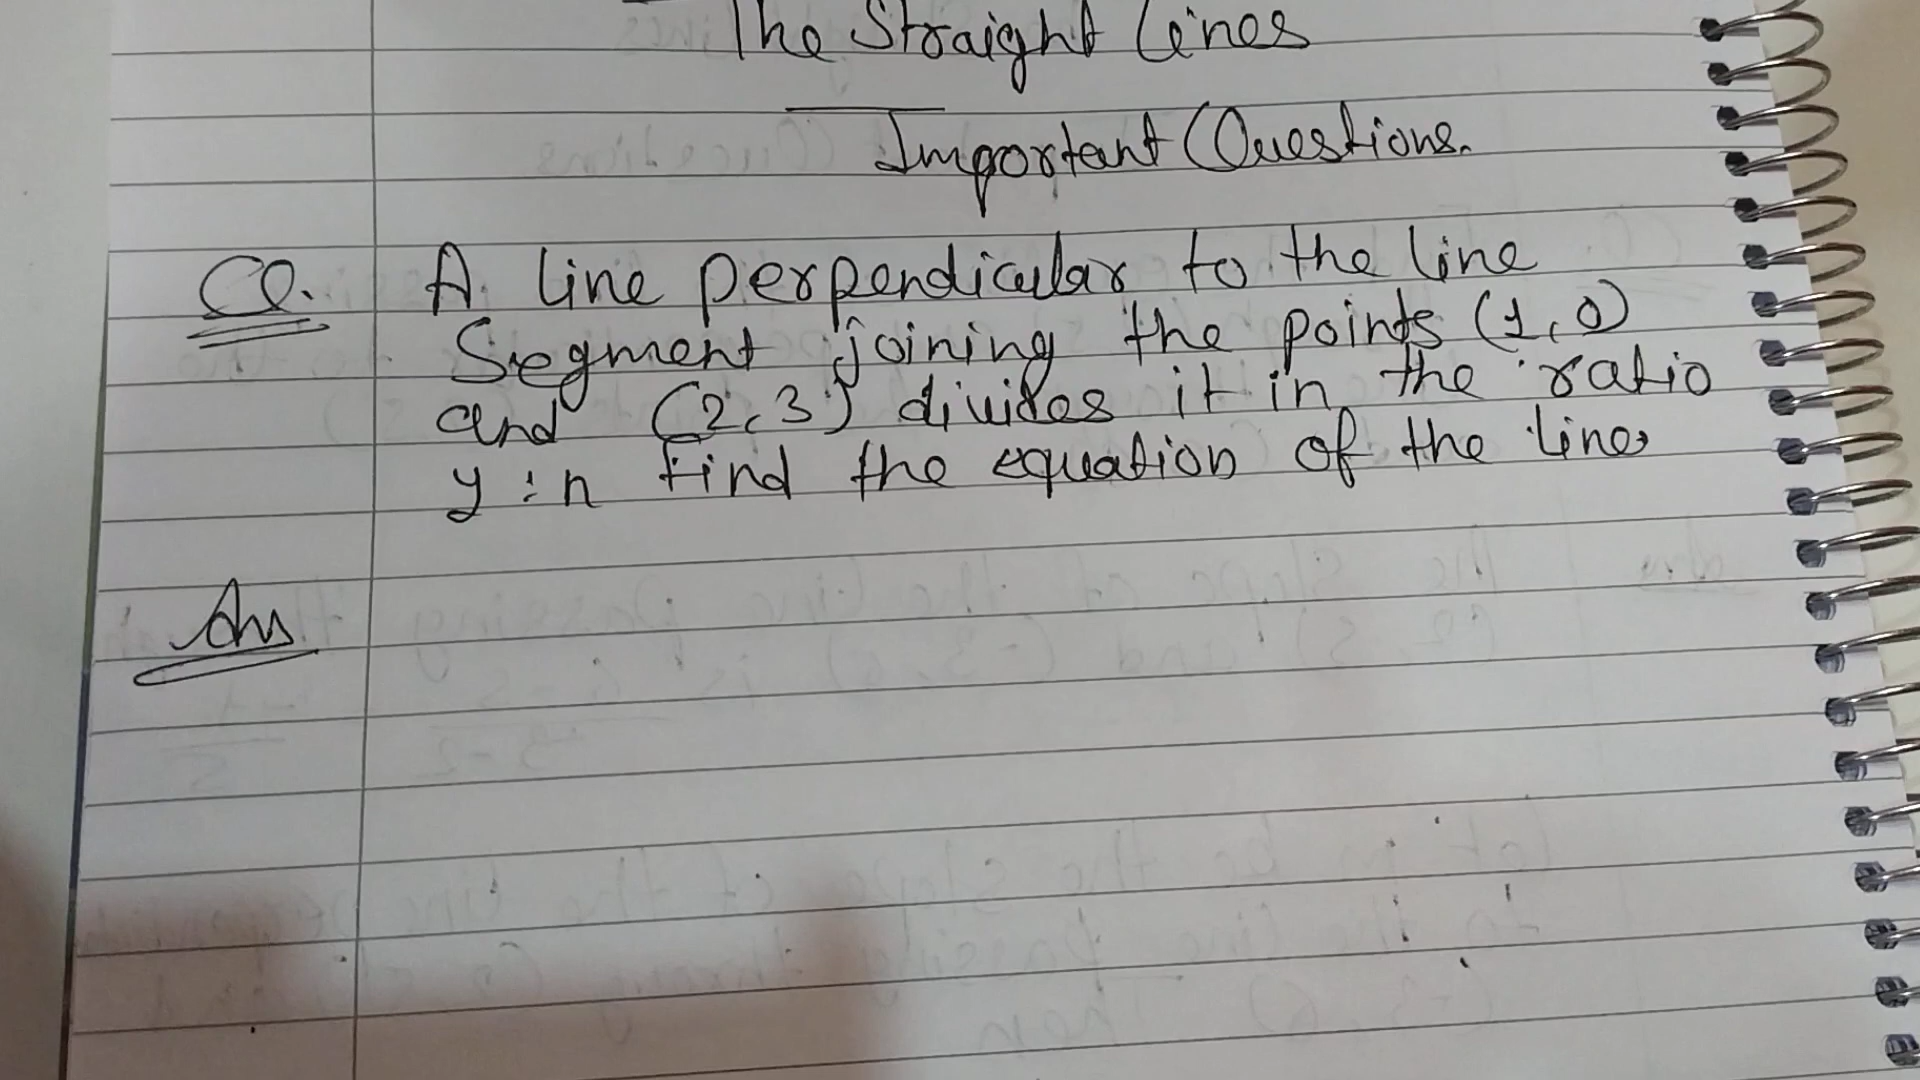 The Straight Lines
Important Questions.
Q. A line perpendicular to the line
Segment joining the points (1,0)
and (2,3) divides it in the ratio
y:n Find the equation of the line,
Ans